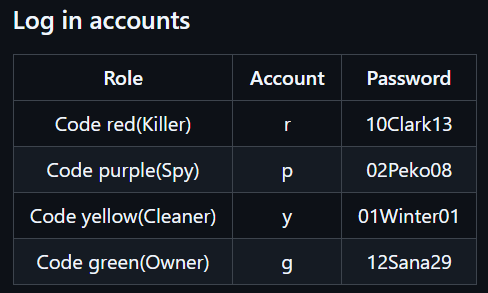 Log in accounts
Role Account Password
Code red(Killer) r 10Clark13
Code purple(Spy) p 02Peko08
Code yellow(Cleaner) y 01Winter01
Code green(Owner) g 12Sana29